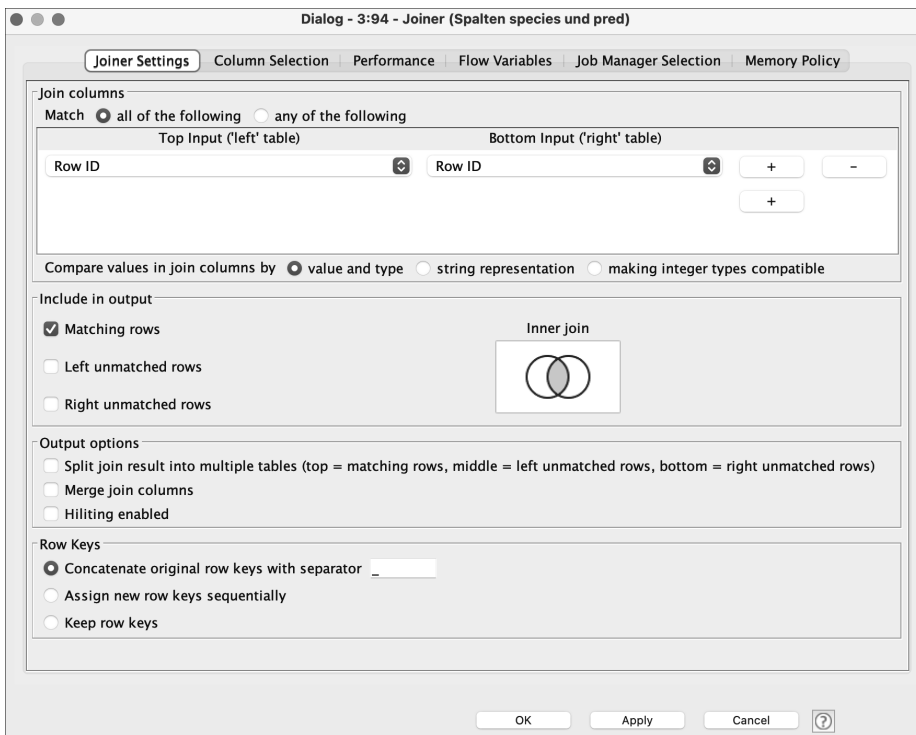 Dialog - 3:94 - Joiner (Spalten species und pred)
Joiner Settings Column Selection Performance Flow Variables Job Manager Selection Memory Policy
Join columns
Match all of the following any of the following
Top Input ('left' table) Bottom Input ('right' table)
Row ID Row ID + -
+
Compare values in join columns by value and type string representation making integer types compatible
Include in output
Matching rows Inner join
Left unmatched rows
Right unmatched rows
Output options
Split join result into multiple tables (top = matching rows, middle = left unmatched rows, bottom = right unmatched rows)
Merge join columns
Hiliting enabled
Row Keys
Concatenate original row keys with separator _
Assign new row keys sequentially
Keep row keys
OK Apply Cancel ?